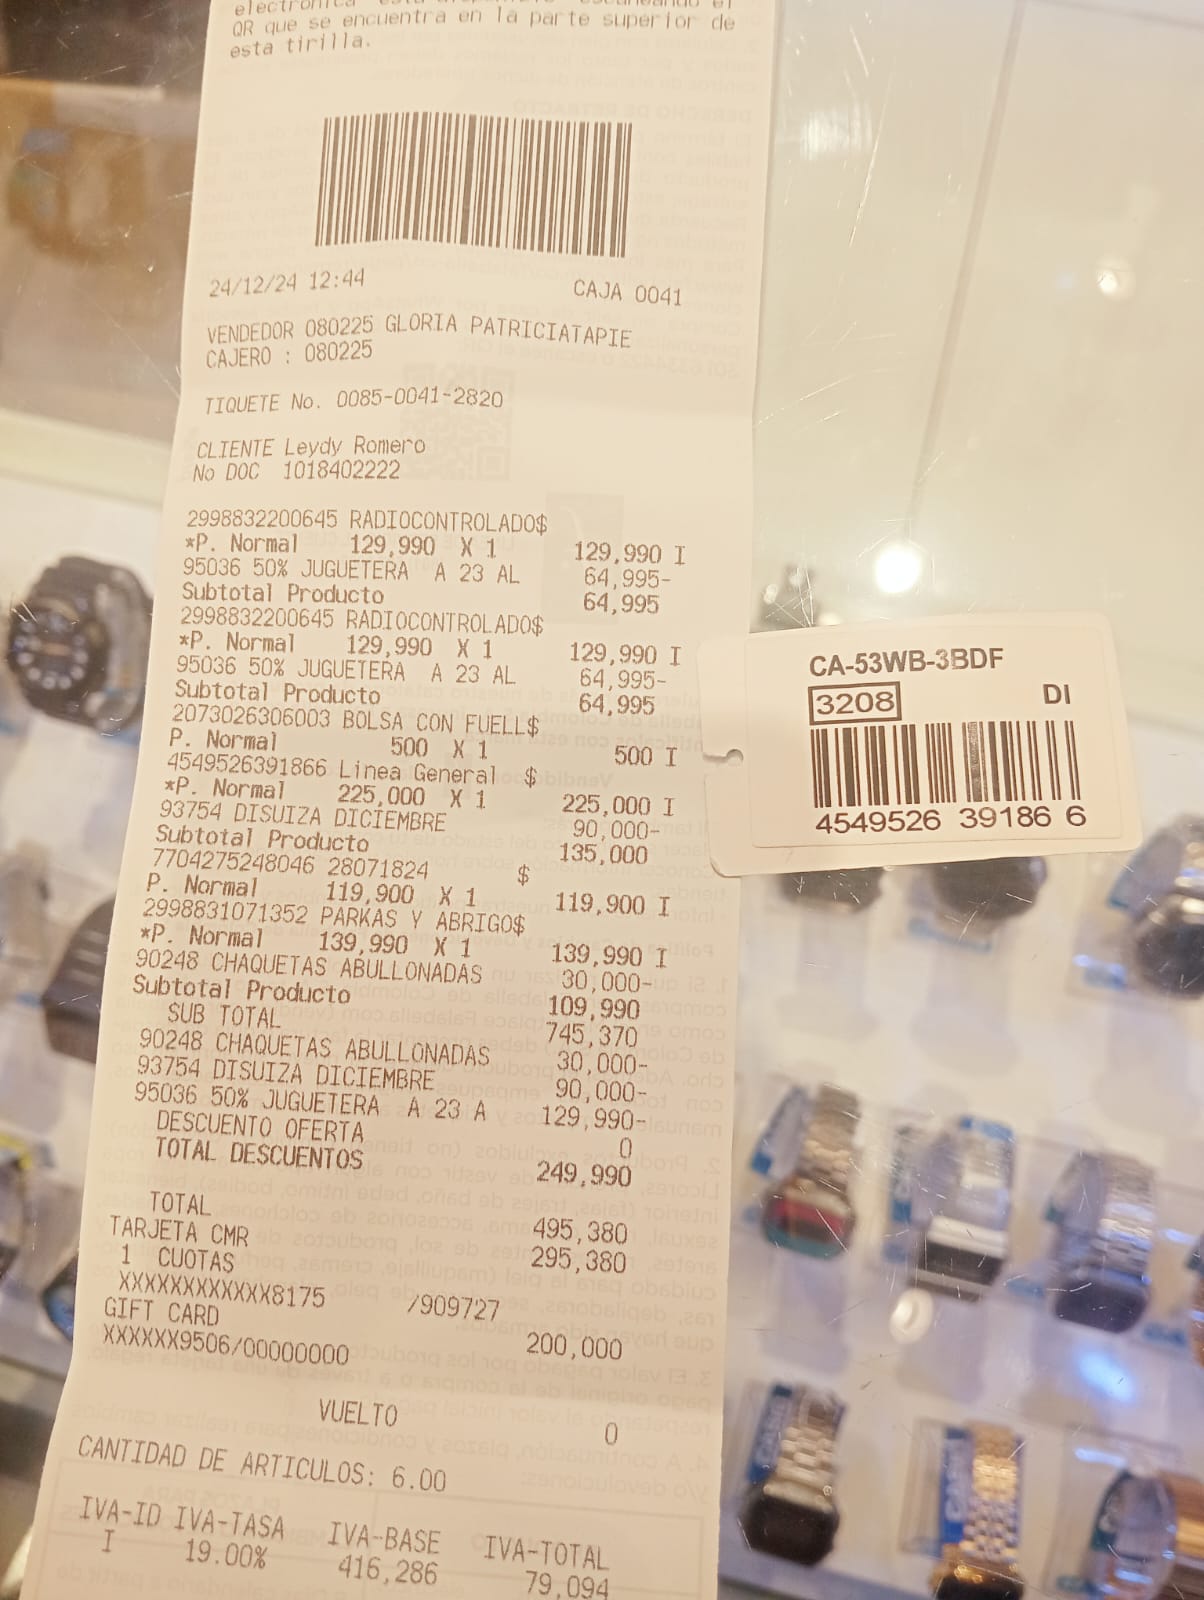 QR que se encuentra en la parte superior de
esta tirilla.
24/12/24 12:44 CAJA 0041
VENDEDOR 080225 GLORIA PATRICIATAPIE
CAJERO : 080225
TIQUETE No. 0085-0041-2820
CLIENTE Leydy Romero
No DOC 1018402222
2998832200645 RADIOCONTROLADO$
*P. Normal 129,990 X 1 129,990 I
95036 50% JUGUETERA A 23 AL 64,995-
Subtotal Producto 64,995
2998832200645 RADIOCONTROLADO$
*P. Normal 129,990 X 1 129,990 I
95036 50% JUGUETERA A 23 AL 64,995-
Subtotal Producto 64,995
2073026306003 BOLSA CON FUELL$
P. Normal 500 X 1 500 I
4549526391866 Linea General $
*P. Normal 225,000 X 1 225,000 I
93754 DISUIZA DICIEMBRE 90,000-
Subtotal Producto 135,000
7704275248046 28071824 $
P. Normal 119,900 X 1 119,900 I
2998831071352 PARKAS Y ABRIGO$
*P. Normal 139,990 X 1 139,990 I
90248 CHAQUETAS ABULLONADAS 30,000-
Subtotal Producto 109,990
SUB TOTAL 745,370
90248 CHAQUETAS ABULLONADAS 30,000-
93754 DISUIZA DICIEMBRE 90,000-
95036 50% JUGUETERA A 23 A 129,990-
DESCUENTO OFERTA 0
TOTAL DESCUENTOS 249,990
TOTAL 495,380
TARJETA CMR 295,380
1 CUOTAS
XXXXXXXXXXXX8175 /909727
GIFT CARD 200,000
XXXXXX9506/00000000
VUELTO 0
CANTIDAD DE ARTICULOS: 6.00
IVA-ID IVA-TASA IVA-BASE IVA-TOTAL
I 19.00% 416,286 79,094
CA-53WB-3BDF
3208 DI
4549526 39186 6